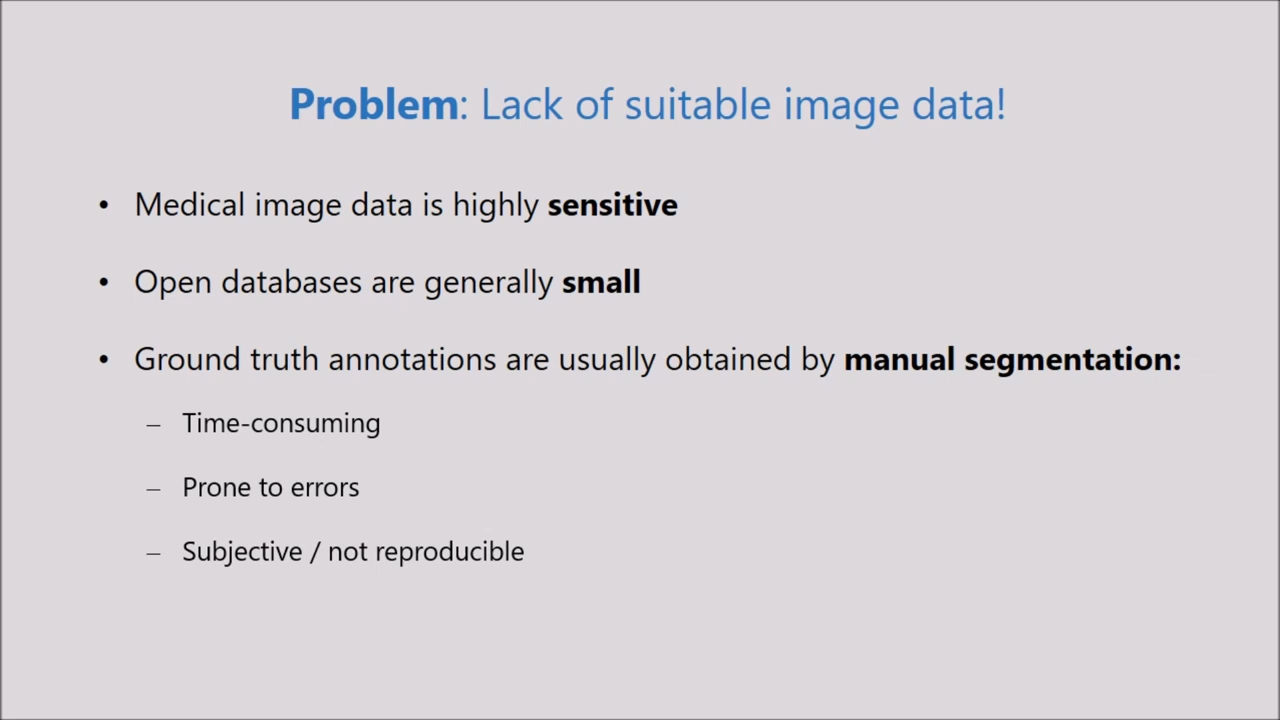 Problem: Lack of suitable image data!
• Medical image data is highly sensitive
• Open databases are generally small
• Ground truth annotations are usually obtained by manual segmentation:
– Time-consuming
– Prone to errors
– Subjective / not reproducible